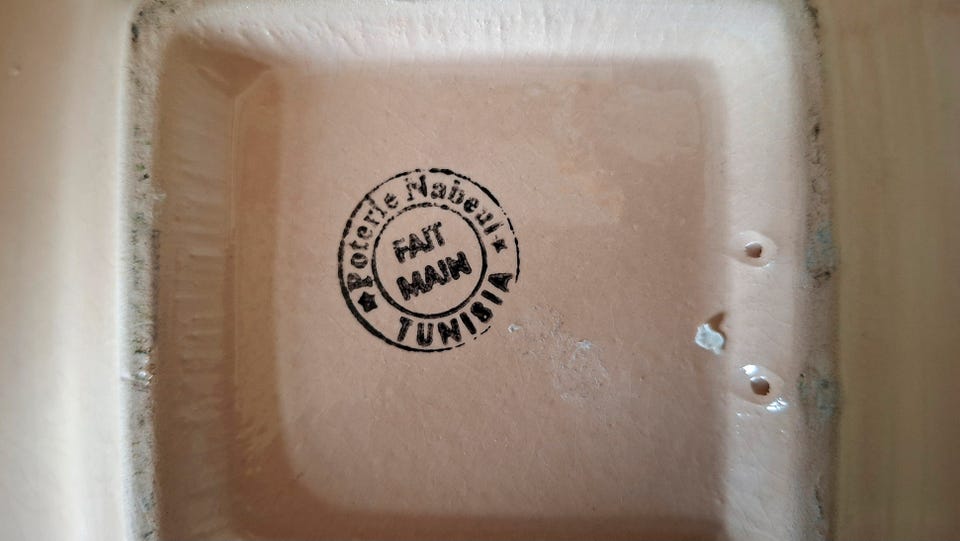 Poterie Nabeul
FAIT
MAIN
TUNISIA